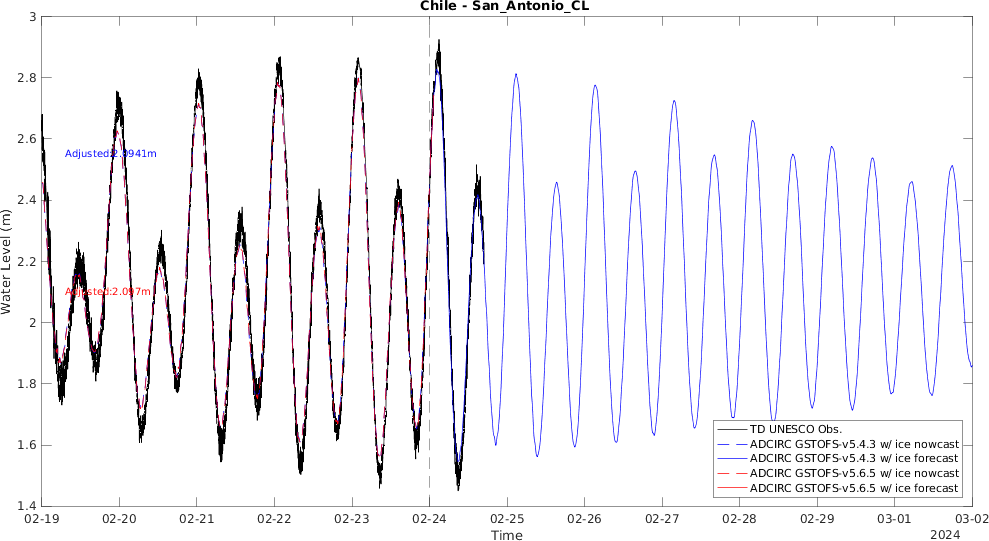 Chile - San_Antonio_CL
3
2.8
2.6
2.4
2.2
2
1.8
1.6
1.4
Water Level (m)
Adjusted:2.0941m
Adjusted:2.097m
TD UNESCO Obs.
ADCIRC GSTOFS-v5.4.3 w/ ice nowcast
ADCIRC GSTOFS-v5.4.3 w/ ice forecast
ADCIRC GSTOFS-v5.6.5 w/ ice nowcast
ADCIRC GSTOFS-v5.6.5 w/ ice forecast
02-19 02-20 02-21 02-22 02-23 02-24 02-25 02-26 02-27 02-28 02-29 03-01 03-02
Time
2024